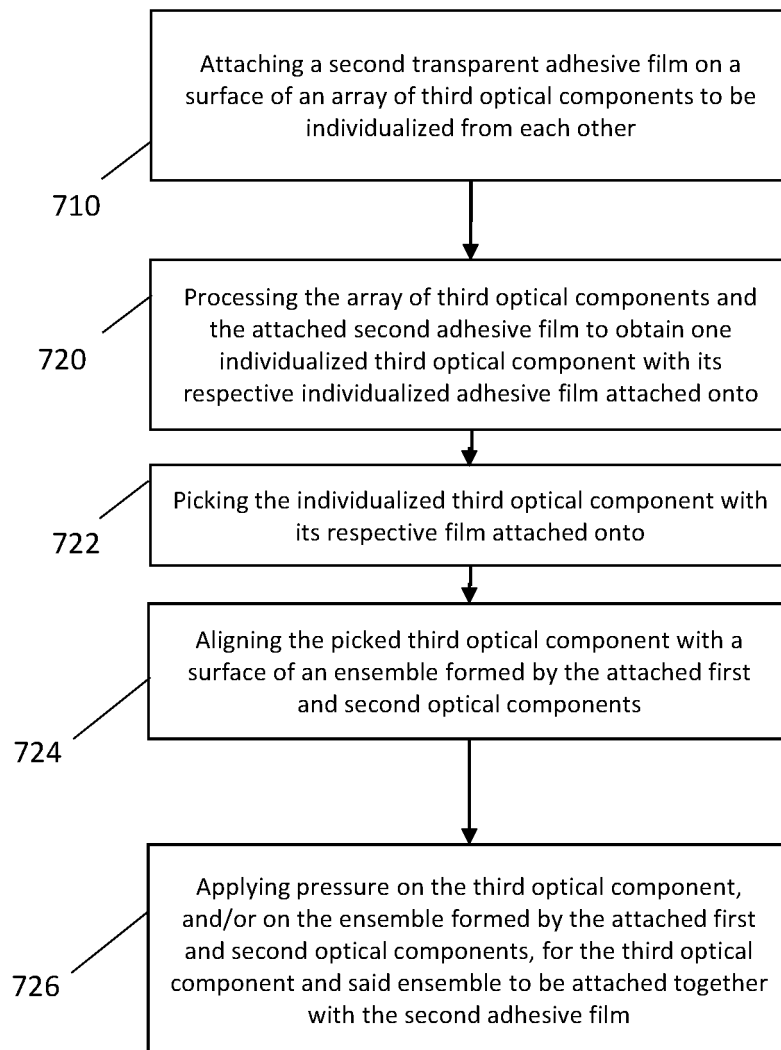 Attaching a second transparent adhesive film on a
surface of an array of third optical components to be
individualized from each other
710
Processing the array of third optical components and
the attached second adhesive film to obtain one
individualized third optical component with its
respective individualized adhesive film attached onto
720
Picking the individualized third optical component with
its respective film attached onto
722
Aligning the picked third optical component with a
surface of an ensemble formed by the attached first
and second optical components
724
Applying pressure on the third optical component,
and/or on the ensemble formed by the attached first
and second optical components, for the third optical
component and said ensemble to be attached together
with the second adhesive film
726